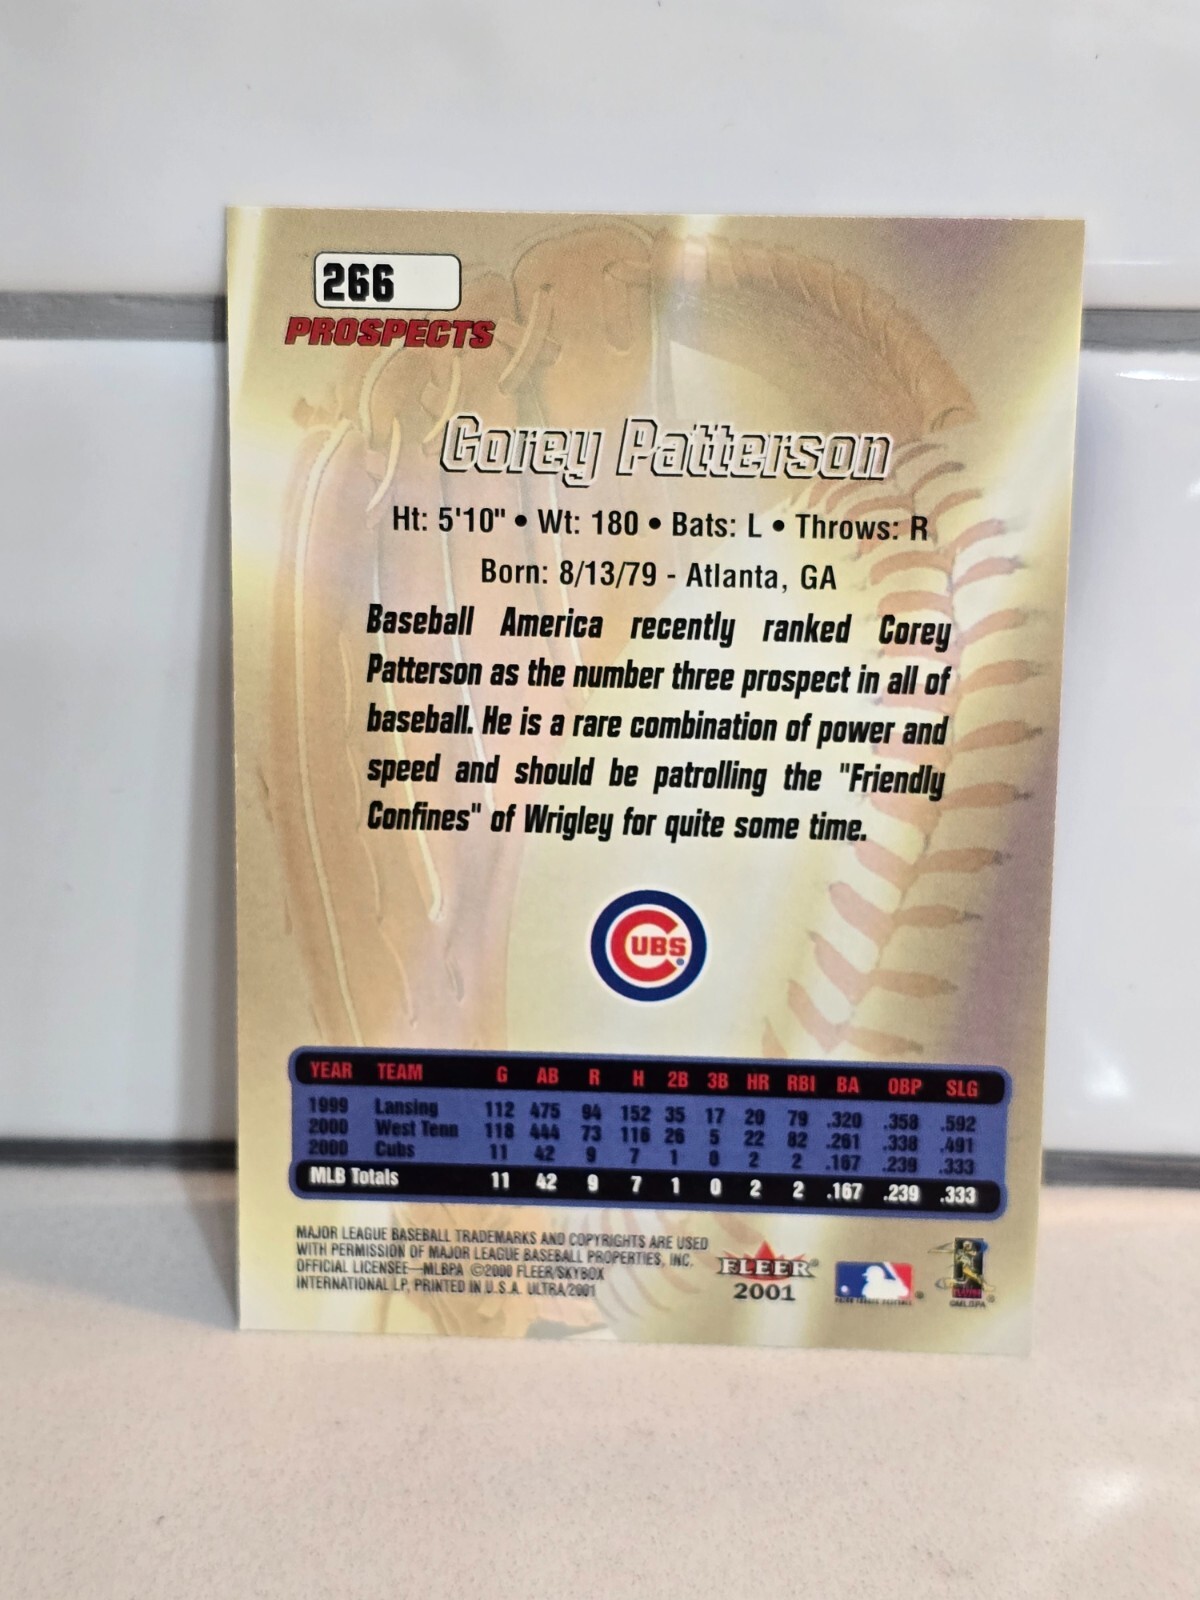 266
PROSPECTS
Corey Patterson
Ht: 5'10" • Wt: 180 • Bats: L • Throws: R
Born: 8/13/79 - Atlanta, GA
Baseball America recently ranked Corey
Patterson as the number three prospect in all of
baseball. He is a rare combination of power and
speed and should be patrolling the "Friendly
Confines" of Wrigley for quite some time.
CUBS
YEAR TEAM G AB R H 2B 3B HR RBI BA OBP SLG
1999 Lansing 112 475 94 152 35 17 20 79 .320 .358 .592
2000 West Tenn 118 444 73 116 26 5 22 82 .261 .338 .491
2000 Cubs 11 42 9 7 1 0 2 2 .167 .239 .333
MLB Totals 11 42 9 7 1 0 2 2 .167 .239 .333
MAJOR LEAGUE BASEBALL TRADEMARKS AND COPYRIGHTS ARE USED
WITH PERMISSION OF MAJOR LEAGUE BASEBALL PROPERTIES, INC.
OFFICIAL LICENSEE—MLBPA ©2000 FLEER/SKYBOX
INTERNATIONAL LP, PRINTED IN U.S.A. ULTRA/2001
FLEER®
2001
©MLBPA